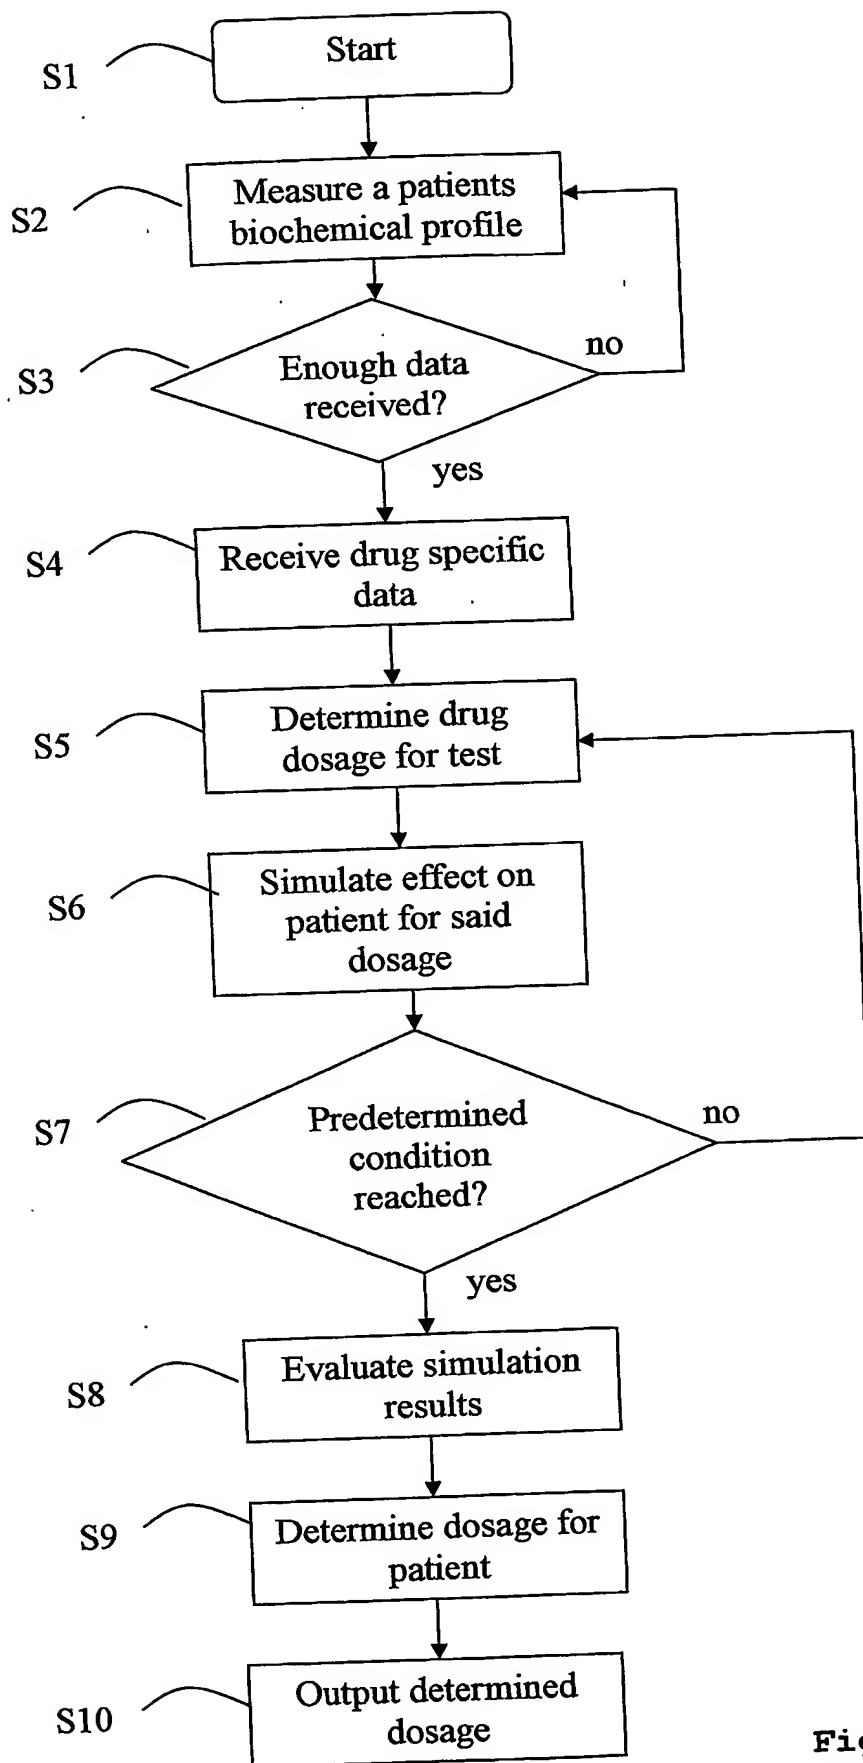 Start
S1
Measure a patients
biochemical profile
S2
no
Enough data
received?
S3
yes
Receive drug specific
data
S4
Determine drug
dosage for test
S5
Simulate effect on
patient for said
dosage
S6
no
Predetermined
condition
reached?
S7
yes
Evaluate simulation
results
S8
Determine dosage for
patient
S9
Output determined
dosage
S10